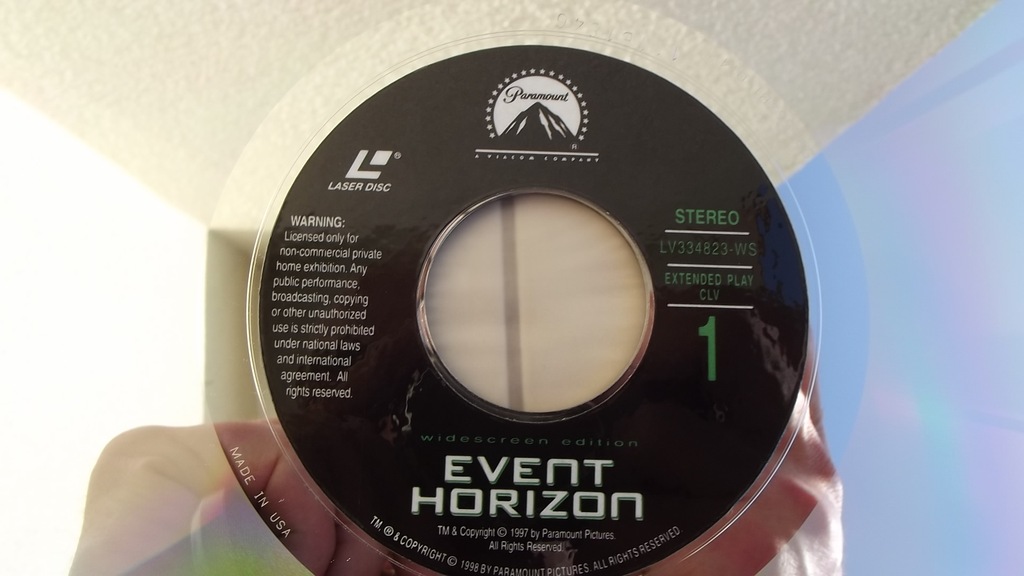 Paramount
®
A VIACOM COMPANY
®
LASER DISC
WARNING:
Licensed only for
non-commercial private
home exhibition. Any
public performance,
broadcasting, copying
or other unauthorized
use is strictly prohibited
under national laws
and international
agreement. All
rights reserved.
STEREO
LV334823-WS
EXTENDED PLAY
CLV
1
widescreen edition
EVENT
HORIZON
TM & Copyright © 1997 by Paramount Pictures.
All Rights Reserved.
MADE IN USA
TM, ® & COPYRIGHT © 1998 BY PARAMOUNT PICTURES. ALL RIGHTS RESERVED.